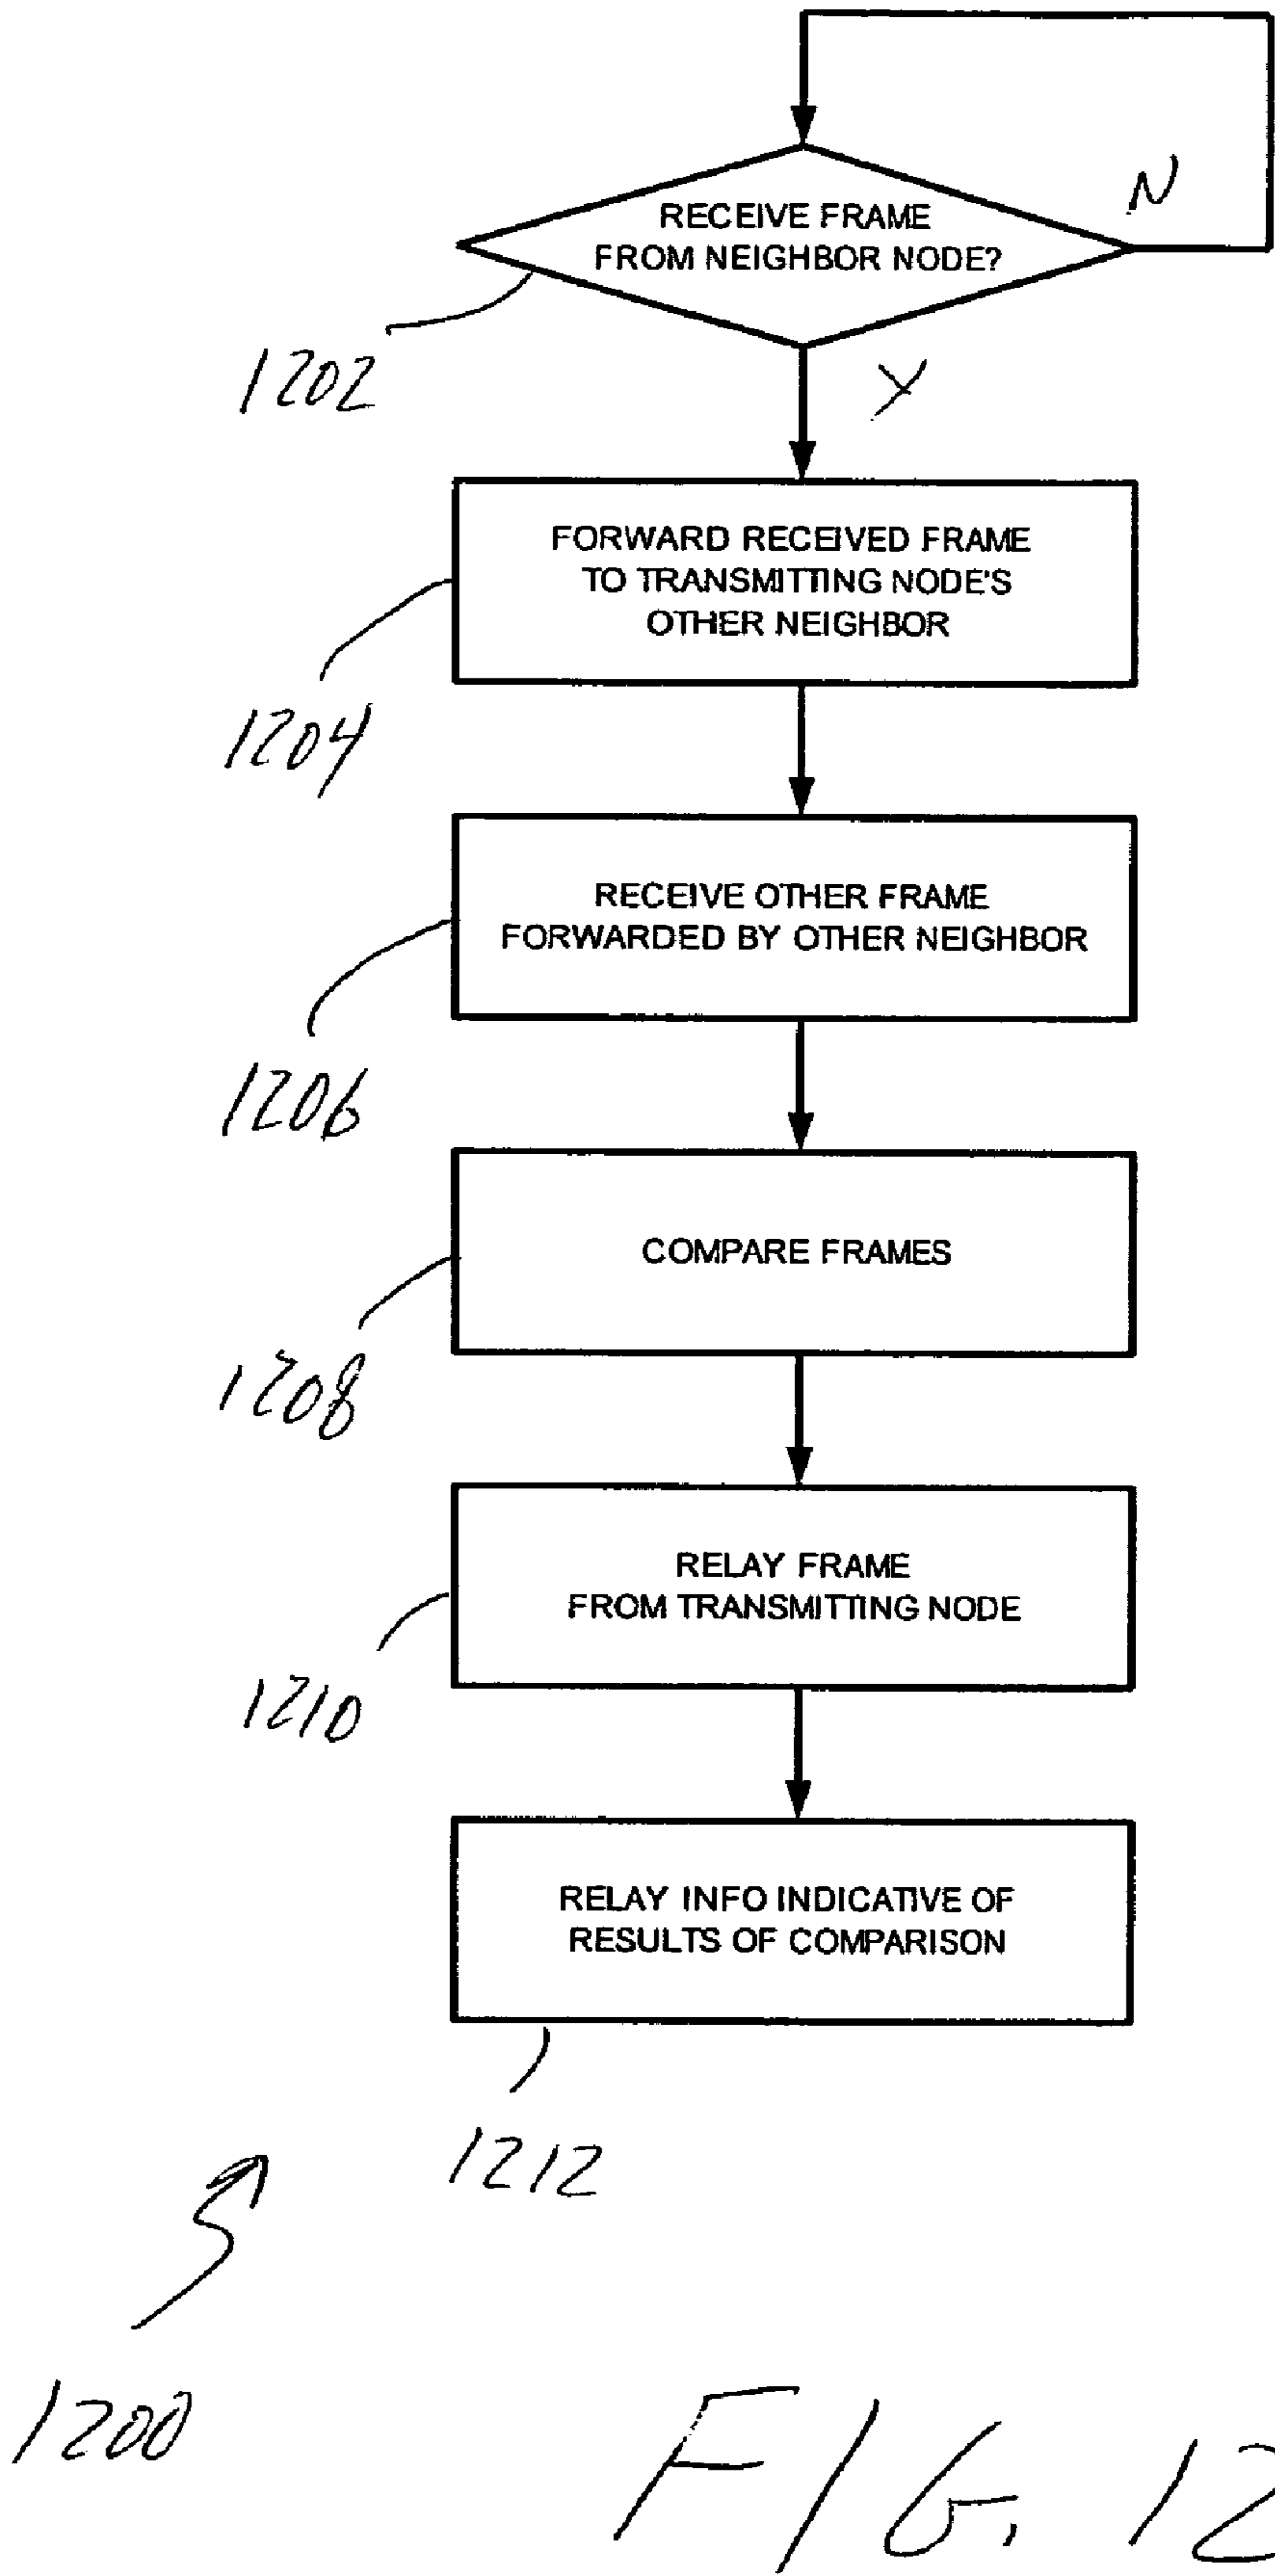 N
RECEIVE FRAME
FROM NEIGHBOR NODE?
1202
Y
FORWARD RECEIVED FRAME
TO TRANSMITTING NODE'S
OTHER NEIGHBOR
1204
RECEIVE OTHER FRAME
FORWARDED BY OTHER NEIGHBOR
1206
COMPARE FRAMES
1208
RELAY FRAME
FROM TRANSMITTING NODE
1210
RELAY INFO INDICATIVE OF
RESULTS OF COMPARISON
1212
1200
FIG. 12